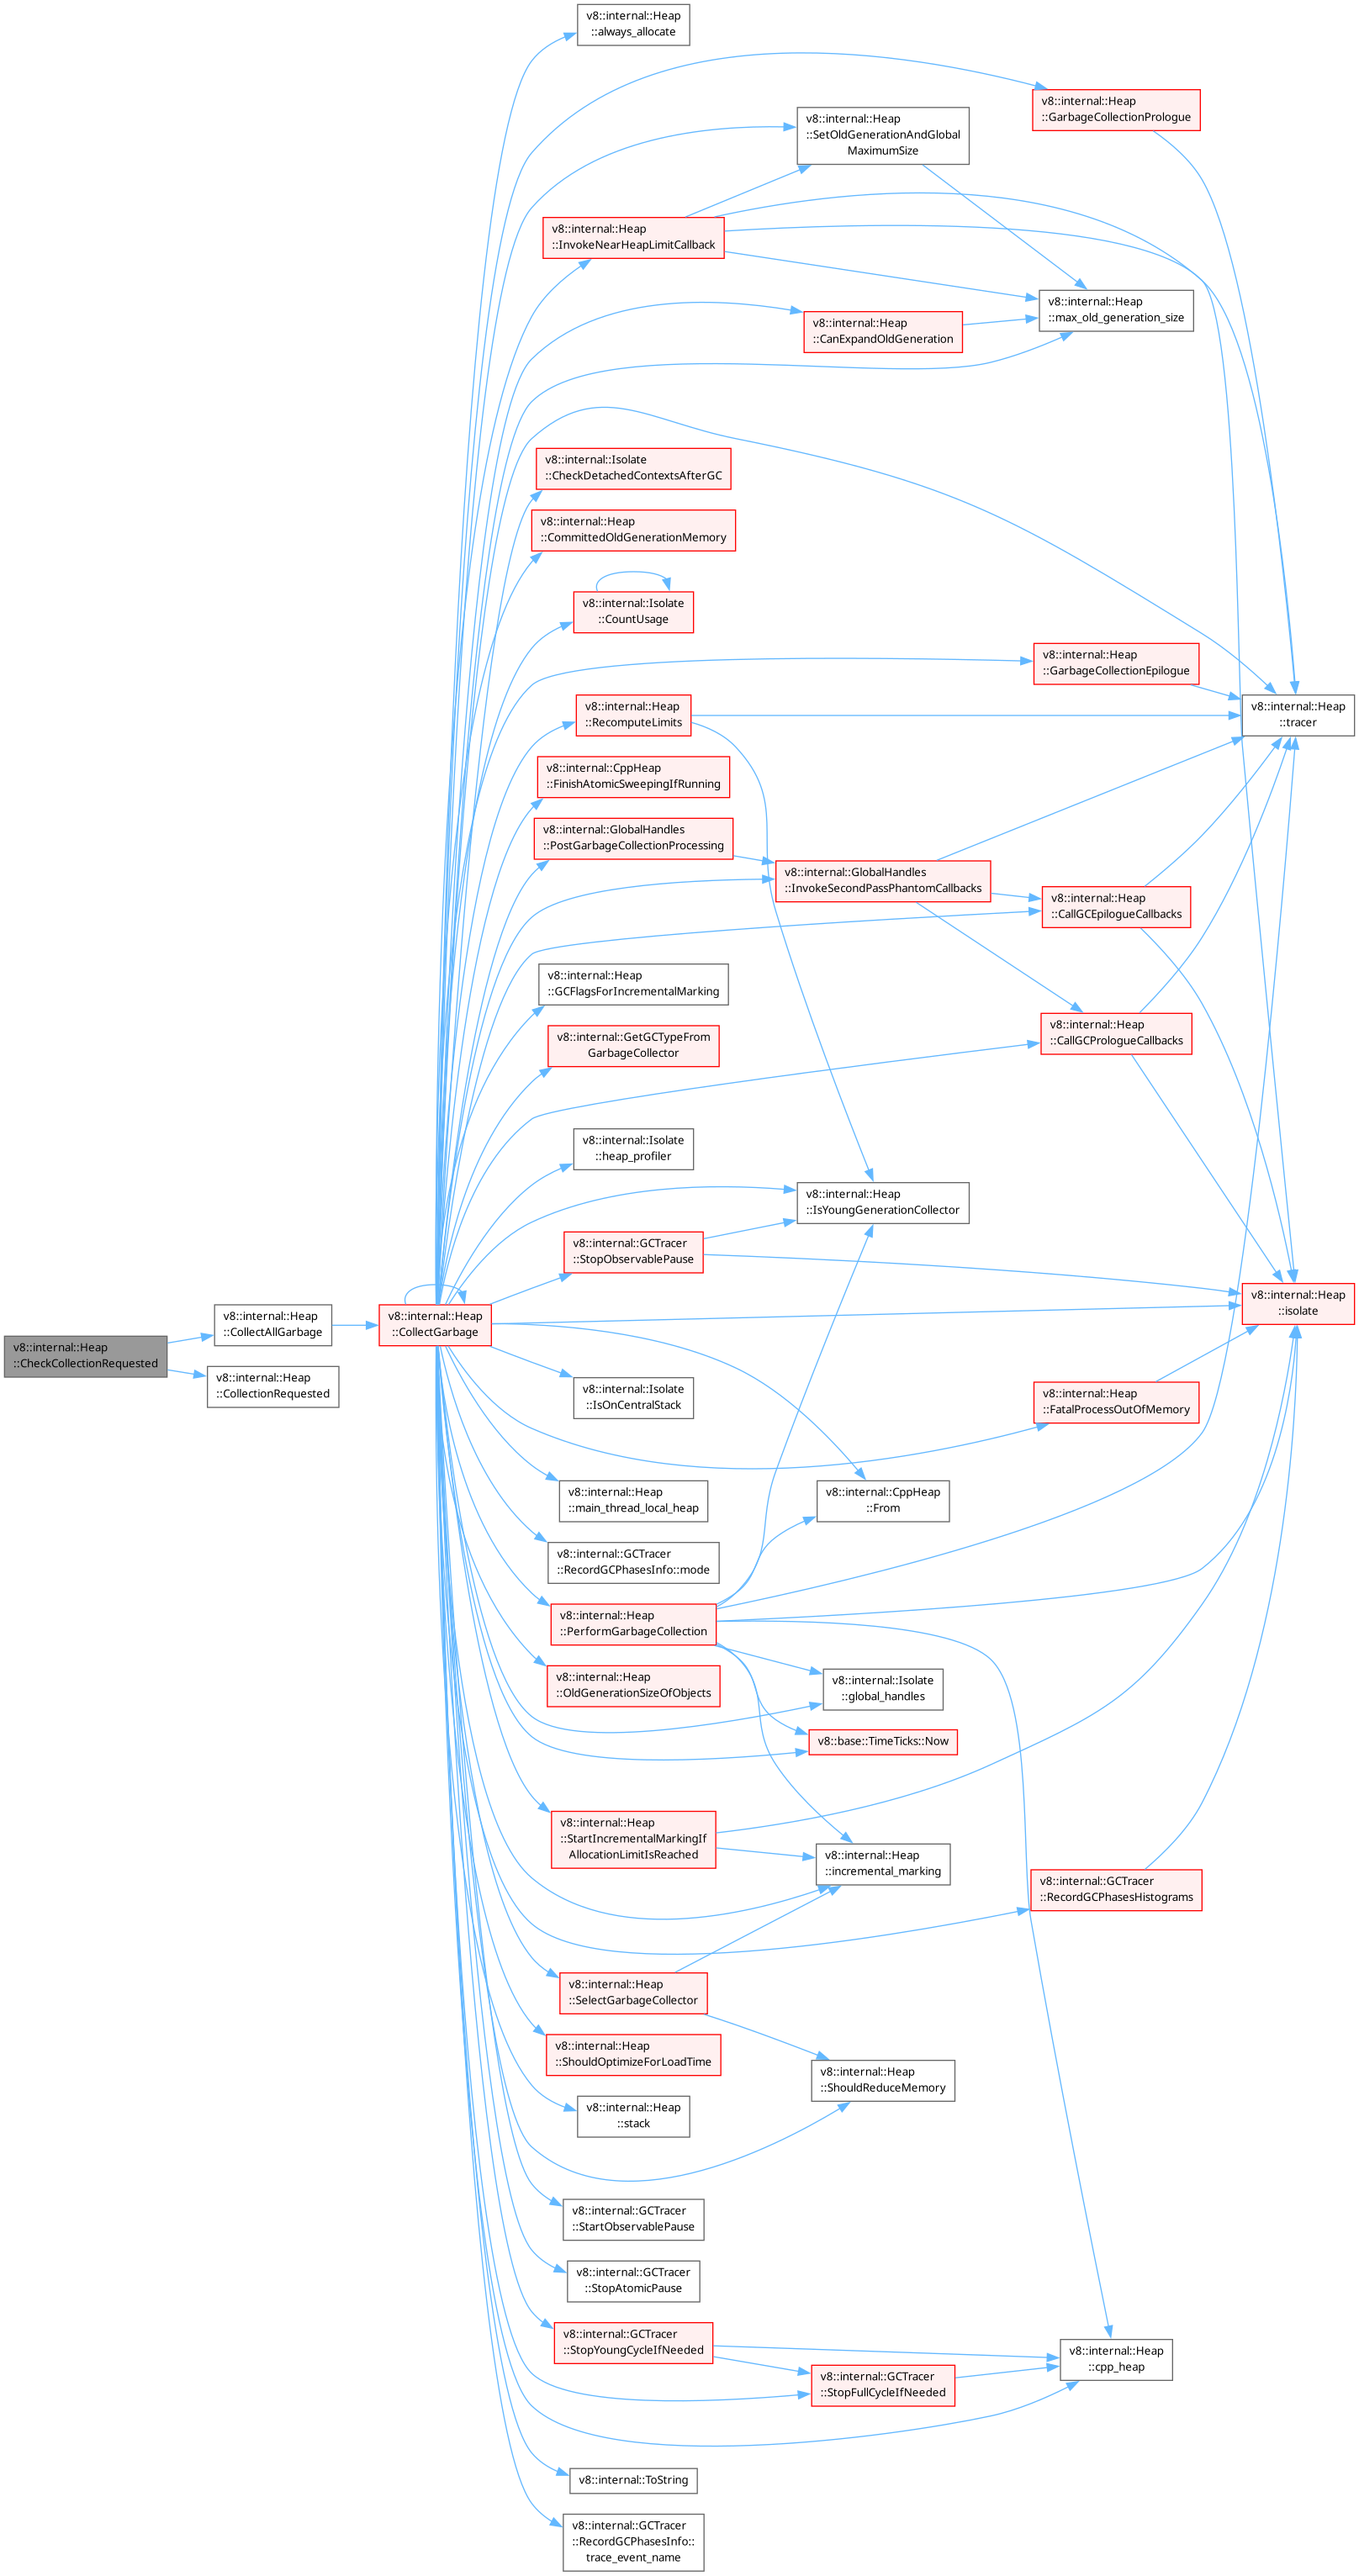 v8::internal::Heap
::always_allocate
v8::internal::Heap
::GarbageCollectionPrologue
v8::internal::Heap
::SetOldGenerationAndGlobal
MaximumSize
v8::internal::Heap
::InvokeNearHeapLimitCallback
v8::internal::Heap
::max_old_generation_size
v8::internal::Heap
::CanExpandOldGeneration
v8::internal::Isolate
::CheckDetachedContextsAfterGC
v8::internal::Heap
::CommittedOldGenerationMemory
v8::internal::Isolate
::CountUsage
v8::internal::Heap
::GarbageCollectionEpilogue
v8::internal::Heap
::RecomputeLimits
v8::internal::Heap
::tracer
v8::internal::CppHeap
::FinishAtomicSweepingIfRunning
v8::internal::GlobalHandles
::PostGarbageCollectionProcessing
v8::internal::GlobalHandles
::InvokeSecondPassPhantomCallbacks
v8::internal::Heap
::CallGCEpilogueCallbacks
v8::internal::Heap
::GCFlagsForIncrementalMarking
v8::internal::Heap
::CallGCPrologueCallbacks
v8::internal::GetGCTypeFrom
GarbageCollector
v8::internal::Isolate
::heap_profiler
v8::internal::Heap
::IsYoungGenerationCollector
v8::internal::GCTracer
::StopObservablePause
v8::internal::Heap
::isolate
v8::internal::Heap
::CollectAllGarbage
v8::internal::Heap
::CollectGarbage
v8::internal::Heap
::CheckCollectionRequested
v8::internal::Heap
::CollectionRequested
v8::internal::Isolate
::IsOnCentralStack
v8::internal::Heap
::FatalProcessOutOfMemory
v8::internal::Heap
::main_thread_local_heap
v8::internal::CppHeap
::From
v8::internal::GCTracer
::RecordGCPhasesInfo::mode
v8::internal::Heap
::PerformGarbageCollection
v8::internal::Heap
::OldGenerationSizeOfObjects
v8::internal::Isolate
::global_handles
v8::base::TimeTicks::Now
v8::internal::Heap
::StartIncrementalMarkingIf
AllocationLimitIsReached
v8::internal::Heap
::incremental_marking
v8::internal::GCTracer
::RecordGCPhasesHistograms
v8::internal::Heap
::SelectGarbageCollector
v8::internal::Heap
::ShouldOptimizeForLoadTime
v8::internal::Heap
::ShouldReduceMemory
v8::internal::Heap
::stack
v8::internal::GCTracer
::StartObservablePause
v8::internal::GCTracer
::StopAtomicPause
v8::internal::GCTracer
::StopYoungCycleIfNeeded
v8::internal::Heap
::cpp_heap
v8::internal::GCTracer
::StopFullCycleIfNeeded
v8::internal::ToString
v8::internal::GCTracer
::RecordGCPhasesInfo::
trace_event_name